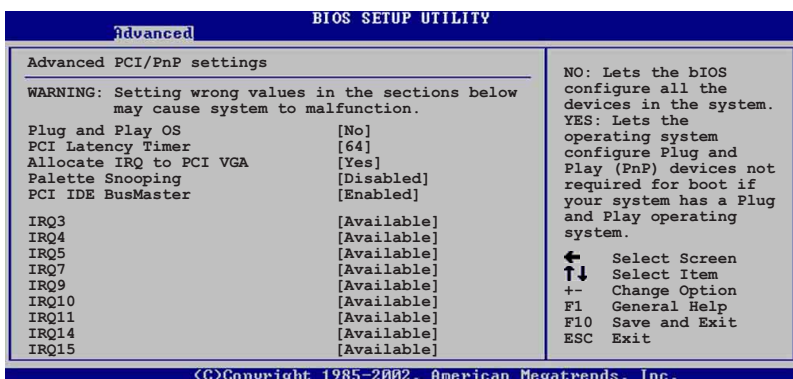 BIOS SETUP UTILITY
Advanced
Advanced PCI/PnP settings
WARNING: Setting wrong values in the sections below
may cause system to malfunction.
Plug and Play OS [No]
PCI Latency Timer [64]
Allocate IRQ to PCI VGA [Yes]
Palette Snooping [Disabled]
PCI IDE BusMaster [Enabled]
IRQ3 [Available]
IRQ4 [Available]
IRQ5 [Available]
IRQ7 [Available]
IRQ9 [Available]
IRQ10 [Available]
IRQ11 [Available]
IRQ14 [Available]
IRQ15 [Available]
NO: Lets the bIOS
configure all the
devices in the system.
YES: Lets the
operating system
configure Plug and
Play (PnP) devices not
required for boot if
your system has a Plug
and Play operating
system.
← Select Screen
↑↓ Select Item
+- Change Option
F1 General Help
F10 Save and Exit
ESC Exit
(C)Copyright 1985-2002, American Megatrends, Inc.